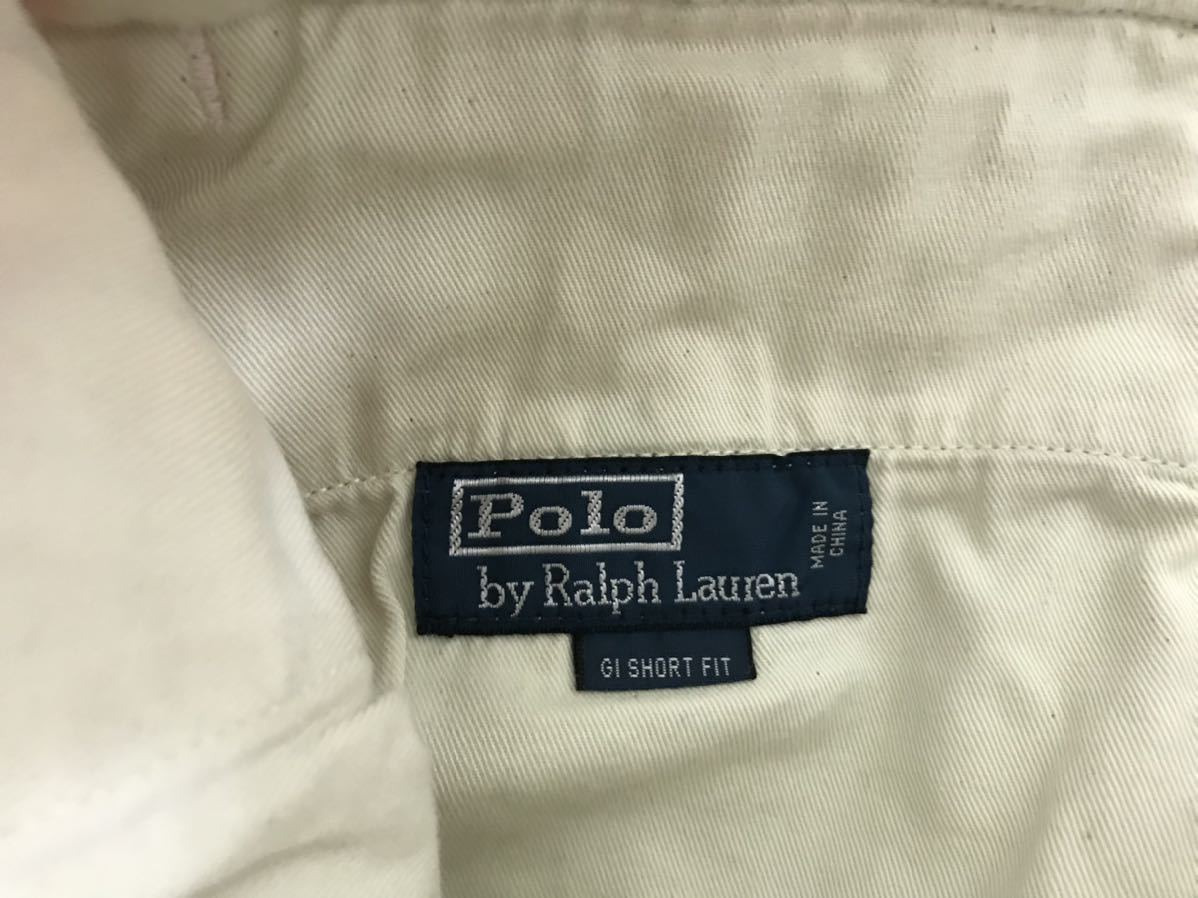 Polo
by Ralph Lauren
MADE IN
CHINA
GI SHORT FIT